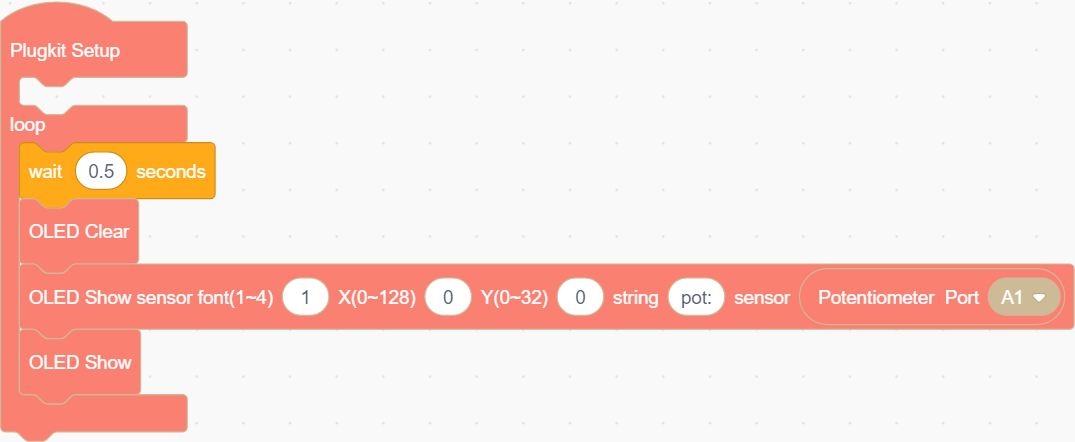 Plugkit Setup
loop
wait 0.5 seconds
OLED Clear
OLED Show sensor font(1~4) 1 X(0~128) 0 Y(0~32) 0 string pot: sensor Potentiometer Port A1
OLED Show